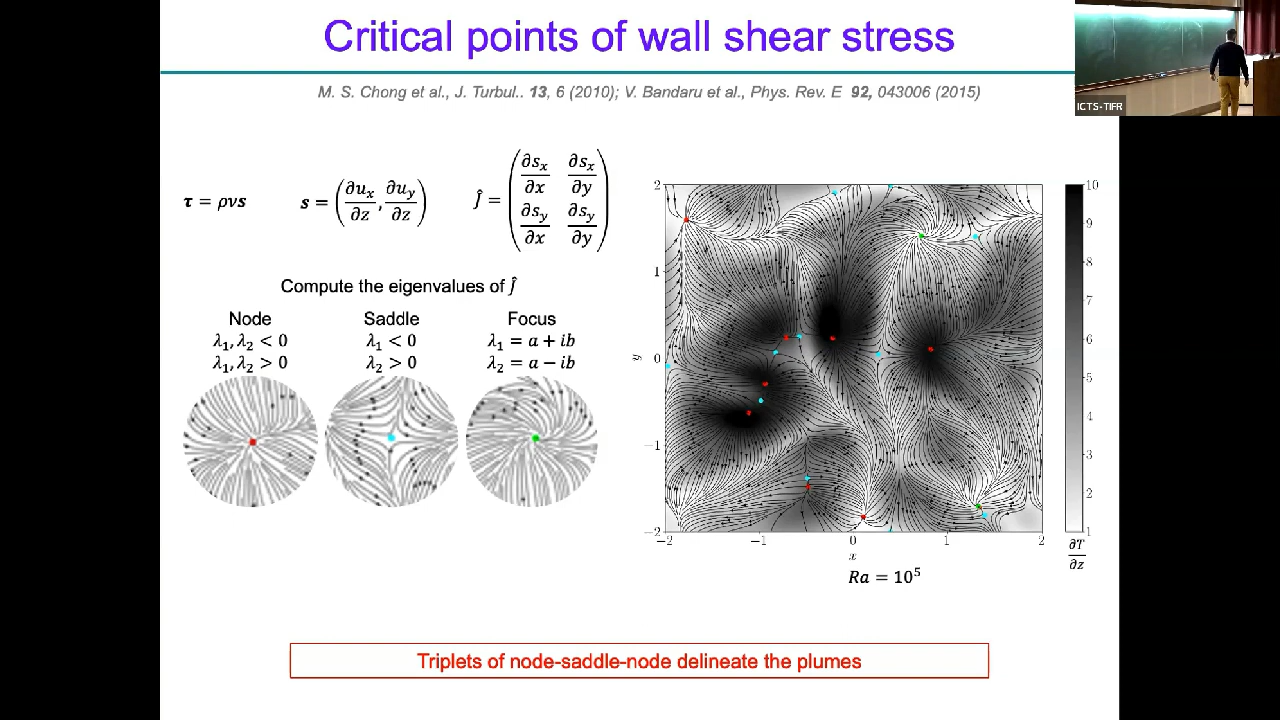 Critical points of wall shear stress
M. S. Chong et al., J. Turbul.. 13, 6 (2010); V. Bandaru et al., Phys. Rev. E 92, 043006 (2015)
ICTS-TIFR
τ = ρνs
s = (∂u_x/∂z, ∂u_y/∂z)
Ĵ = (∂s_x/∂x ∂s_x/∂y
∂s_y/∂x ∂s_y/∂y)
Compute the eigenvalues of Ĵ
Node Saddle Focus
λ₁, λ₂ < 0 λ₁ < 0 λ₁ = a + ib
λ₁, λ₂ > 0 λ₂ > 0 λ₂ = a − ib
2
1
0
−1
−2
y
−2 −1 0 1 2
x
10
9
8
7
6
5
4
3
2
1
∂T/∂z
Ra = 10⁵
Triplets of node-saddle-node delineate the plumes